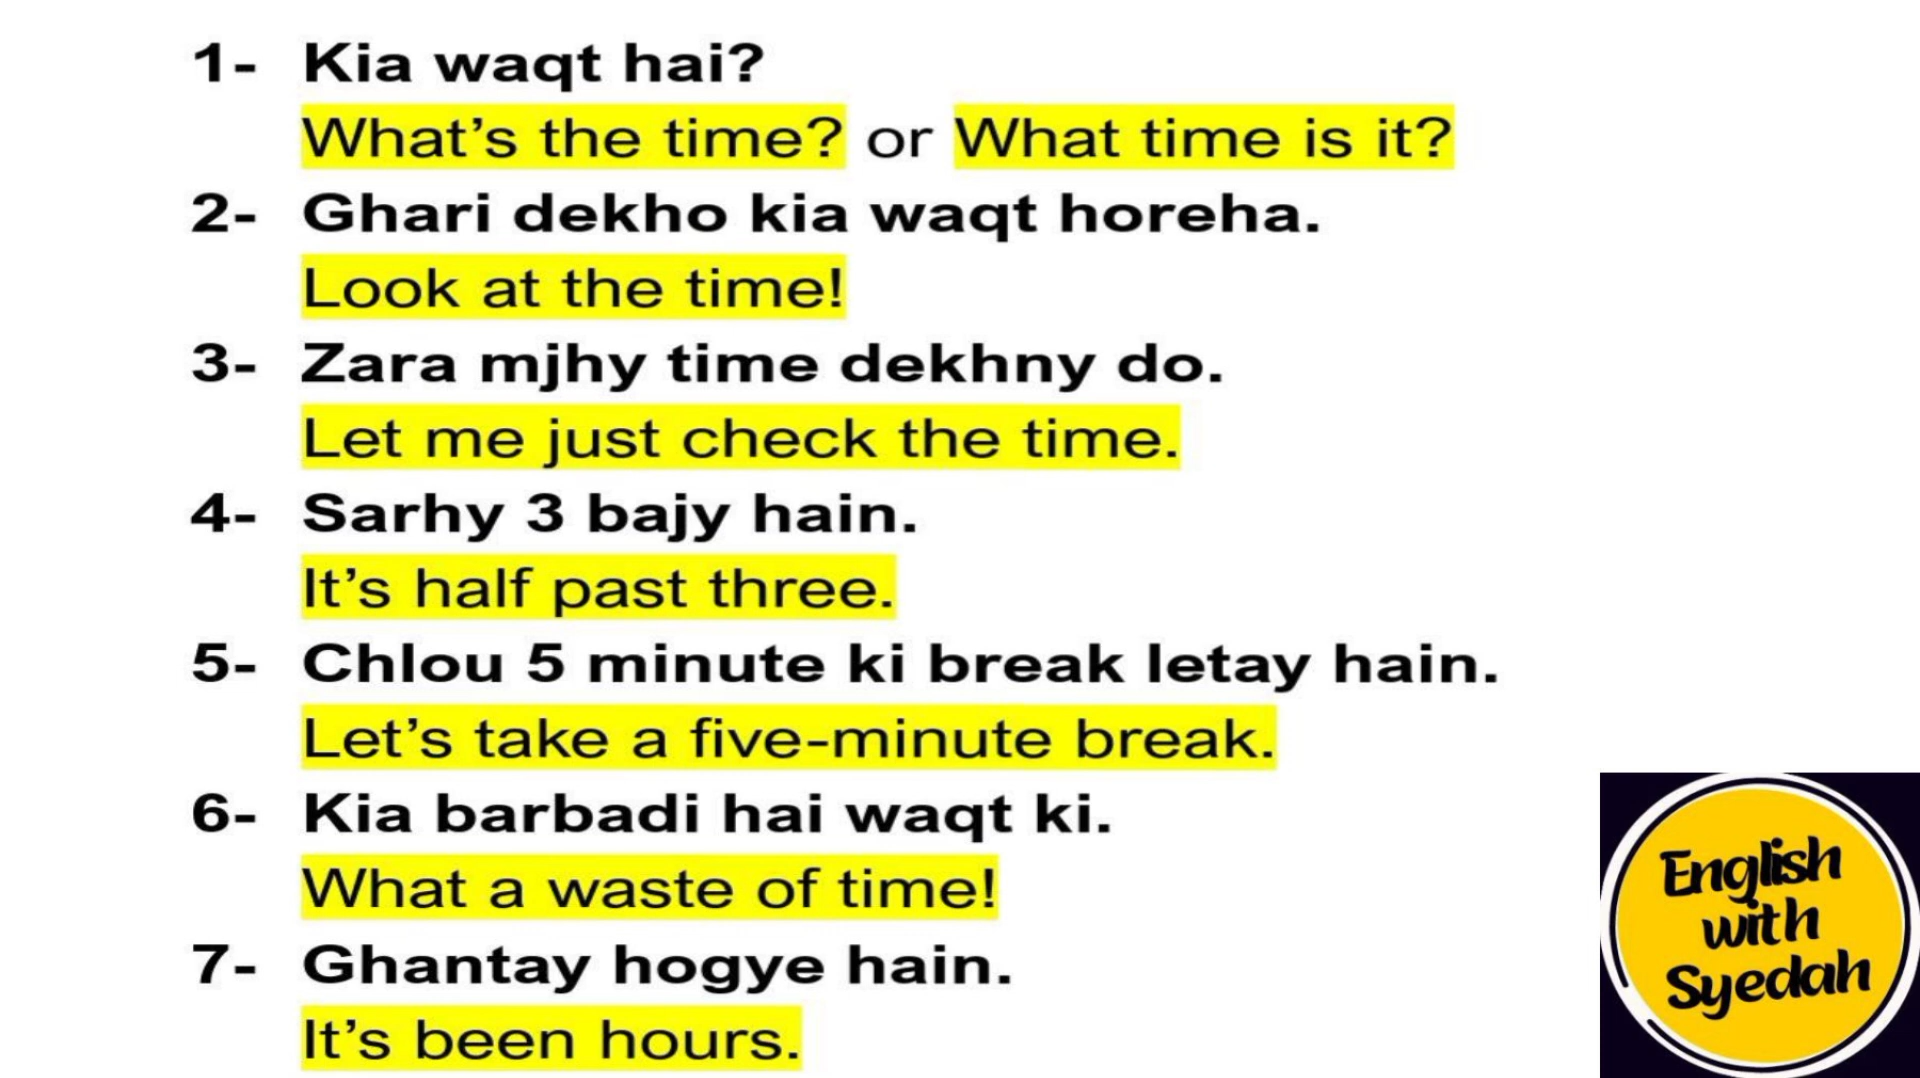 1- Kia waqt hai?
What’s the time? or What time is it?
2- Ghari dekho kia waqt horeha.
Look at the time!
3- Zara mjhy time dekhny do.
Let me just check the time.
4- Sarhy 3 bajy hain.
It’s half past three.
5- Chlou 5 minute ki break letay hain.
Let’s take a five-minute break.
6- Kia barbadi hai waqt ki.
What a waste of time!
7- Ghantay hogye hain.
It’s been hours.
English
with
Syedah